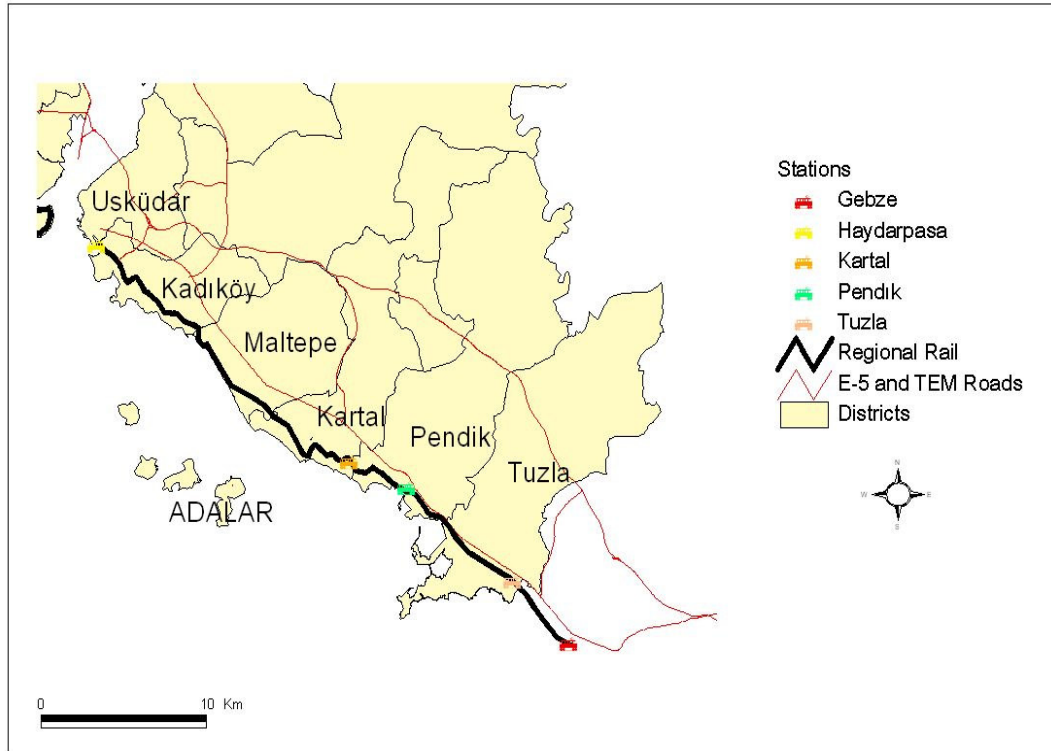 Usküdar
Kadıköy
Maltepe
Kartal
Pendik
Tuzla
ADALAR
Stations
Gebze
Haydarpasa
Kartal
Pendık
Tuzla
Regional Rail
E-5 and TEM Roads
Districts
N
W E
S
0 10 Km